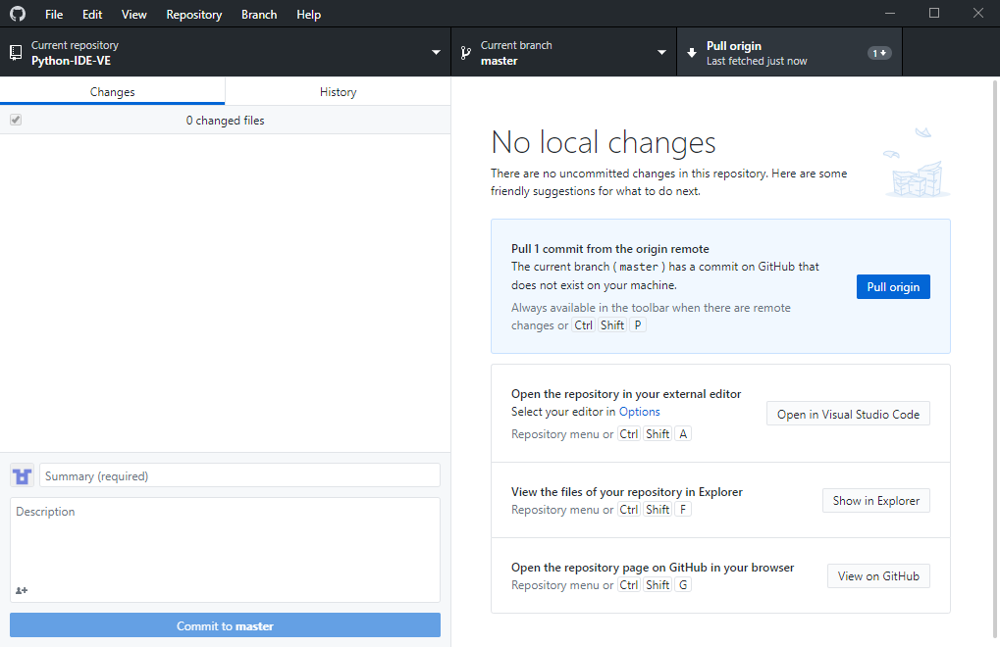 File Edit View Repository Branch Help
Current repository
Python-IDE-VE
Current branch
master
Pull origin
Last fetched just now
1
Changes
History
0 changed files
Summary (required)
Description
Commit to master
No local changes
There are no uncommitted changes in this repository. Here are some
friendly suggestions for what to do next.
Pull 1 commit from the origin remote
The current branch ( master ) has a commit on GitHub that
does not exist on your machine.
Always available in the toolbar when there are remote
changes or Ctrl Shift P
Pull origin
Open the repository in your external editor
Select your editor in Options
Repository menu or Ctrl Shift A
Open in Visual Studio Code
View the files of your repository in Explorer
Repository menu or Ctrl Shift F
Show in Explorer
Open the repository page on GitHub in your browser
Repository menu or Ctrl Shift G
View on GitHub